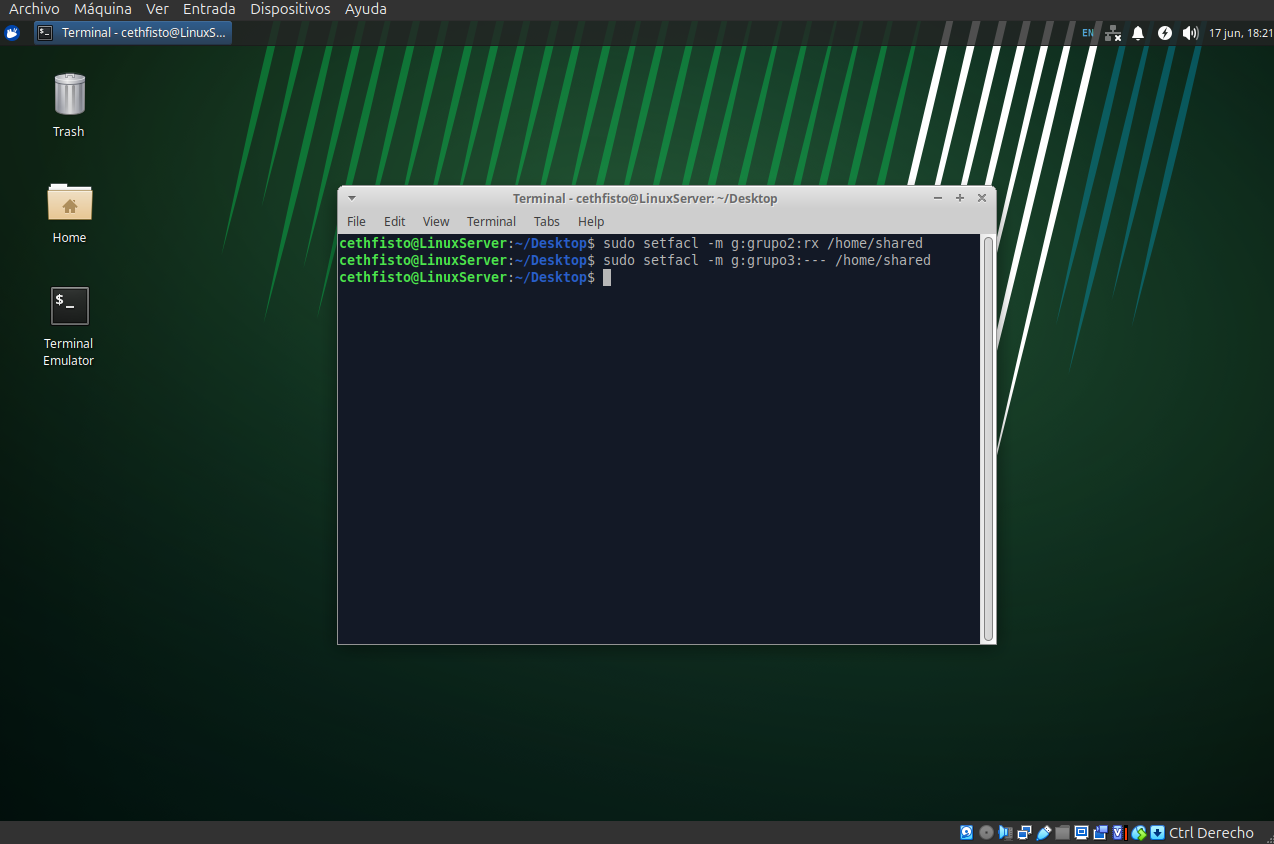 Archivo Máquina Ver Entrada Dispositivos Ayuda
Terminal - cethfisto@LinuxS...
EN
17 jun, 18:21
Trash
Home
$_
Terminal
Emulator
Terminal - cethfisto@LinuxServer: ~/Desktop
File Edit View Terminal Tabs Help
cethfisto@LinuxServer:~/Desktop$ sudo setfacl -m g:grupo2:rx /home/shared
cethfisto@LinuxServer:~/Desktop$ sudo setfacl -m g:grupo3:--- /home/shared
cethfisto@LinuxServer:~/Desktop$
Ctrl Derecho